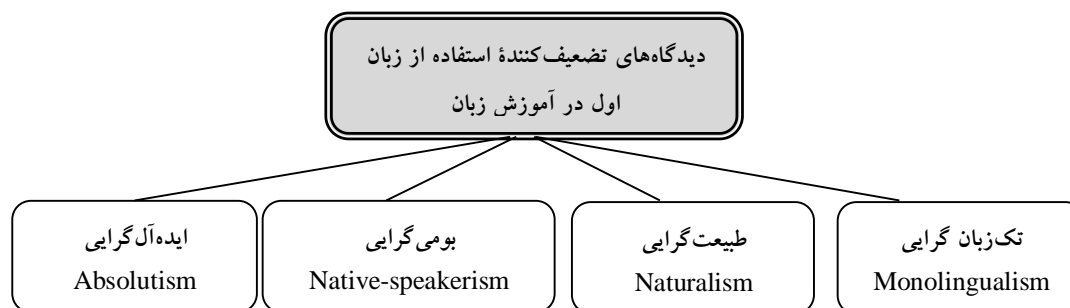 دیدگاه‌های تضعیف‌کنندهٔ استفاده از زبان
اول در آموزش زبان
تک‌زبان گرایی
Monolingualism
طبیعت‌گرایی
Naturalism
بومی‌گرایی
Native-speakerism
ایده‌آل‌گرایی
Absolutism